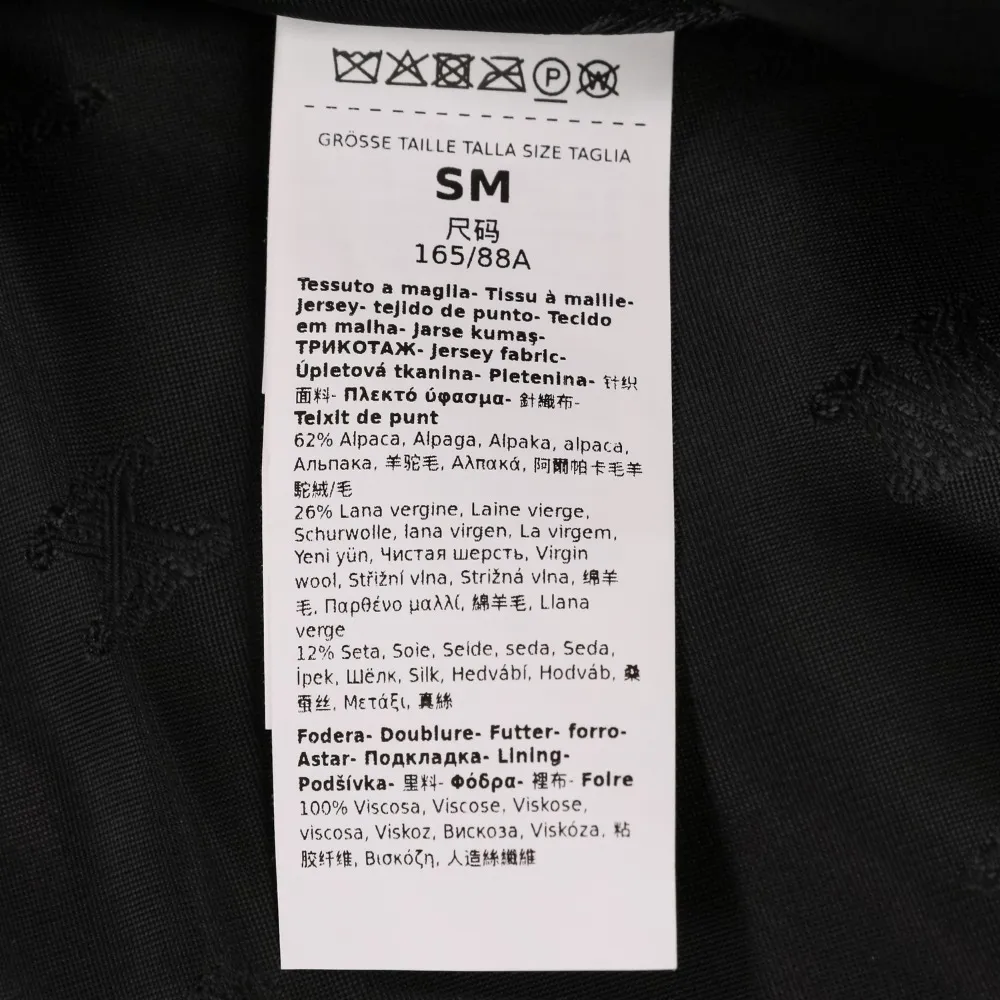 P W
GRÖSSE TAILLE TALLA SIZE TAGLIA
SM
尺码
165/88A
Tessuto a maglia- Tissu à maille-
Jersey- tejido de punto- Tecido
em malha- Jarse kumaş-
ТРИКОТАЖ- Jersey fabric-
Úpletová tkanina- Pletenina- 针织
面料- Πλεκτό ύφασμα- 針織布-
Teixit de punt
62% Alpaca, Alpaga, Alpaka, alpaca,
Альпака, 羊驼毛, Αλπακά, 阿爾帕卡毛羊
駝絨/毛
26% Lana vergine, Laine vierge,
Schurwolle, lana virgen, La virgem,
Yeni yün, Чистая шерсть, Virgin
wool, Střižní vlna, Strižná vlna, 绵羊
毛, Παρθένο μαλλί, 綿羊毛, Llana
verge
12% Seta, Soie, Seide, seda, Seda,
İpek, Шёлк, Silk, Hedvábí, Hodváb, 桑
蚕丝, Μετάξι, 真絲
Fodera- Doublure- Futter- forro-
Astar- Подкладка- Lining-
Podšívka- 里料- Φόδρα- 裡布- Folre
100% Viscosa, Viscose, Viskose,
viscosa, Viskoz, Вискоза, Viskóza, 粘
胶纤维, Βισκόζη, 人造絲纖維